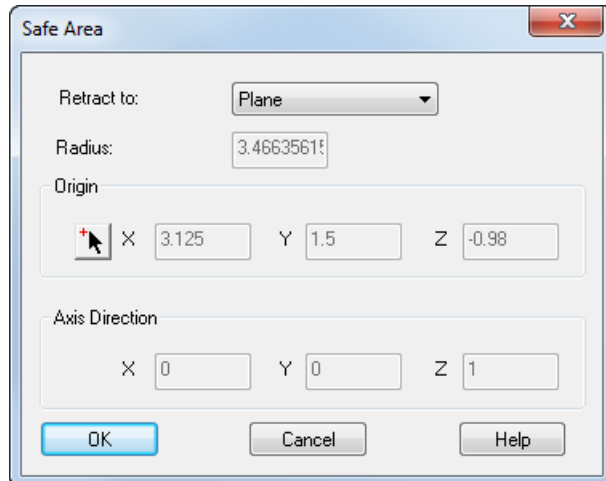 Safe Area
Retract to: Plane
Radius: 3.46635615
Origin
X 3.125 Y 1.5 Z -0.98
Axis Direction
X 0 Y 0 Z 1
OK Cancel Help